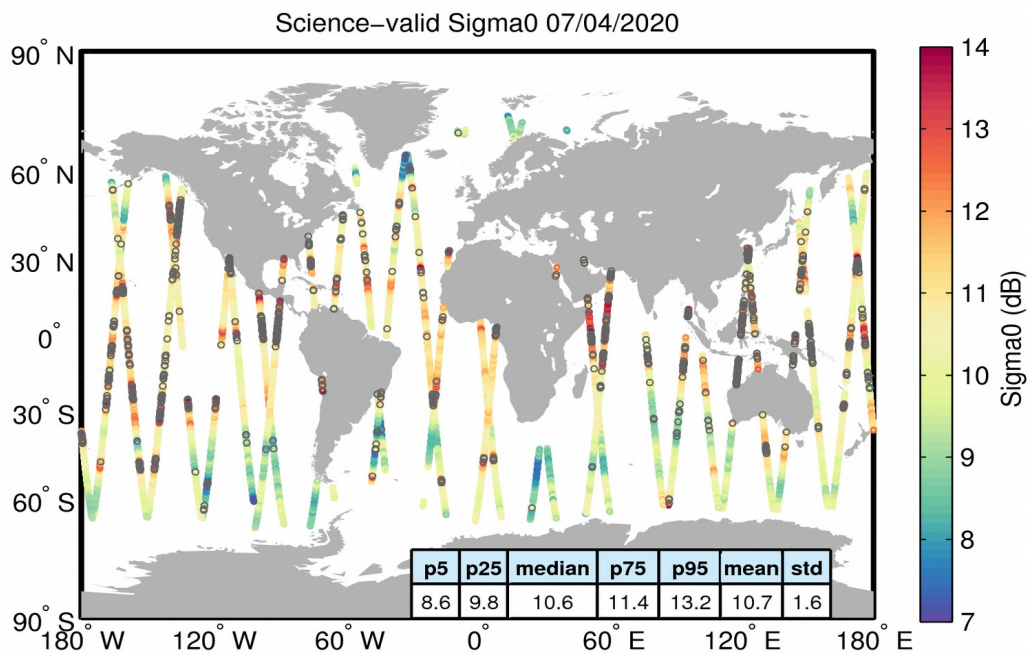 Science−valid Sigma0 07/04/2020
90° N
60° N
30° N
0°
30° S
60° S
90° S
180° W
120° W
60° W
0°
60° E
120° E
180° E
14
13
12
11
10
9
8
7
Sigma0 (dB)
p5 p25 median p75 p95 mean std
8.6 9.8 10.6 11.4 13.2 10.7 1.6